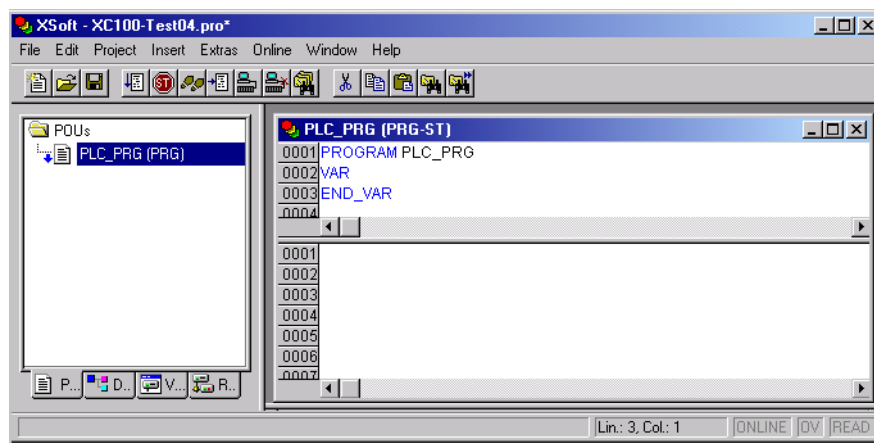 XSoft - XC100-Test04.pro*
File Edit Project Insert Extras Online Window Help
POUs
PLC_PRG (PRG)
P... D.. V... R..
PLC_PRG (PRG-ST)
0001 PROGRAM PLC_PRG
0002 VAR
0003 END_VAR
0004
0001
0002
0003
0004
0005
0006
0007
Lin.: 3, Col.: 1 ONLINE OV READ